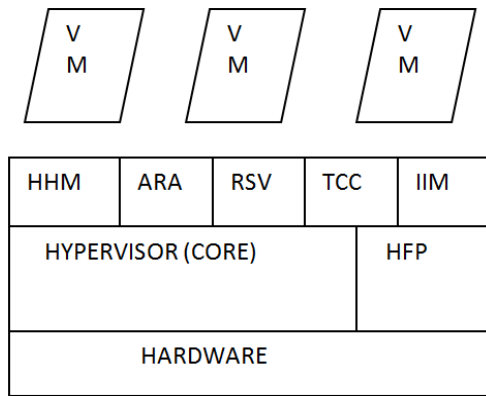 V
M
V
M
V
M
HHM
ARA
RSV
TCC
IIM
HYPERVISOR (CORE)
HFP
HARDWARE